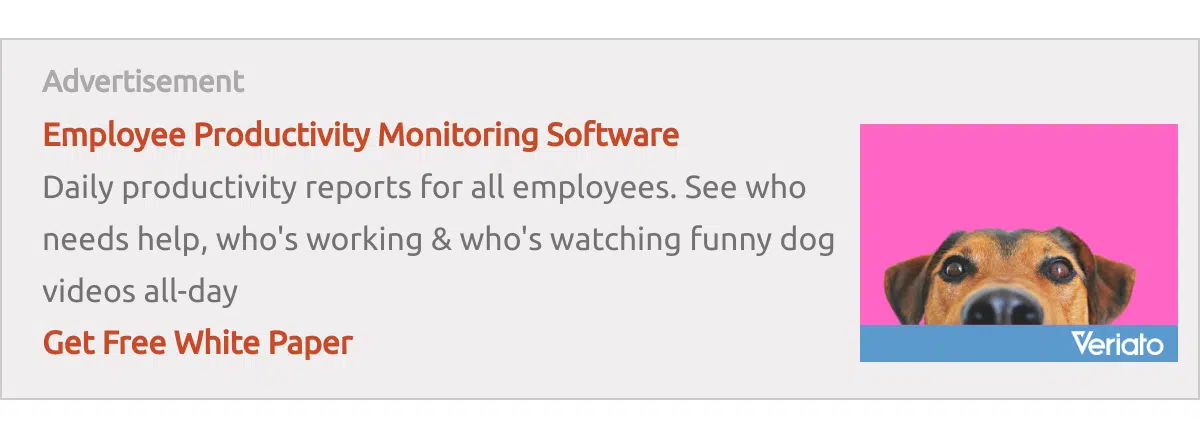 Advertisement
Employee Productivity Monitoring Software
Daily productivity reports for all employees. See who
needs help, who's working & who's watching funny dog
videos all-day
Get Free White Paper
Veriato